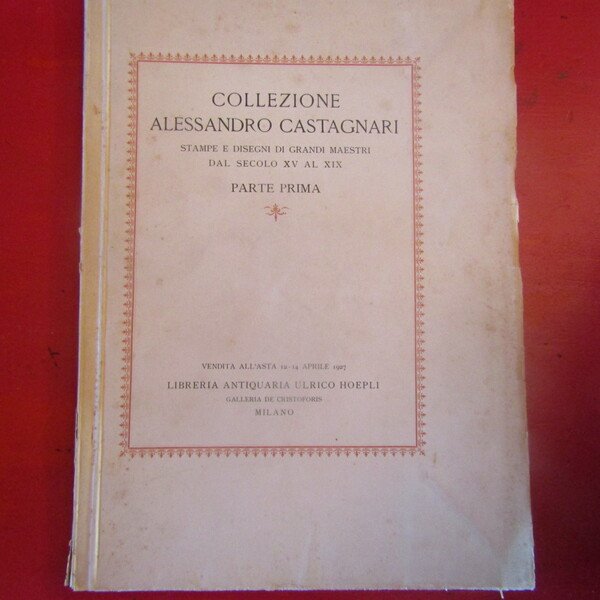 COLLEZIONE
ALESSANDRO CASTAGNARI
STAMPE E DISEGNI DI GRANDI MAESTRI
DAL SECOLO XV AL XIX
PARTE PRIMA
VENDITA ALL'ASTA 12-14 APRILE 1927
LIBRERIA ANTIQUARIA ULRICO HOEPLI
GALLERIA DE CRISTOFORIS
MILANO